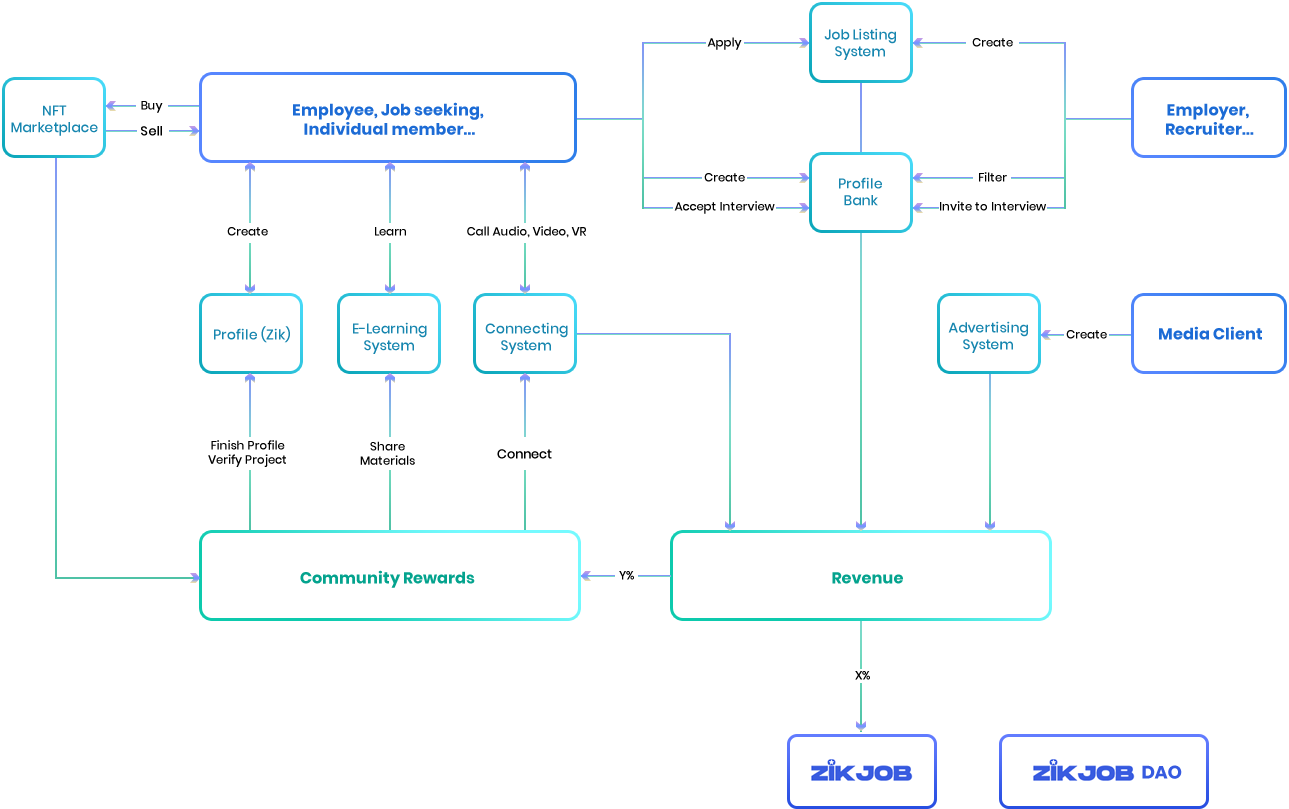 Job Listing
System
Apply
Create
NFT
Marketplace
Buy
Sell
Employee, Job seeking,
Individual member...
Employer,
Recruiter...
Profile
Bank
Create
Accept Interview
Filter
Invite to Interview
Create
Learn
Call Audio, Video, VR
Profile (Zik)
E-Learning
System
Connecting
System
Advertising
System
Create
Media Client
Finish Profile
Verify Project
Share
Materials
Connect
Community Rewards
Y%
Revenue
X%
ZIKJOB
ZIKJOB DAO